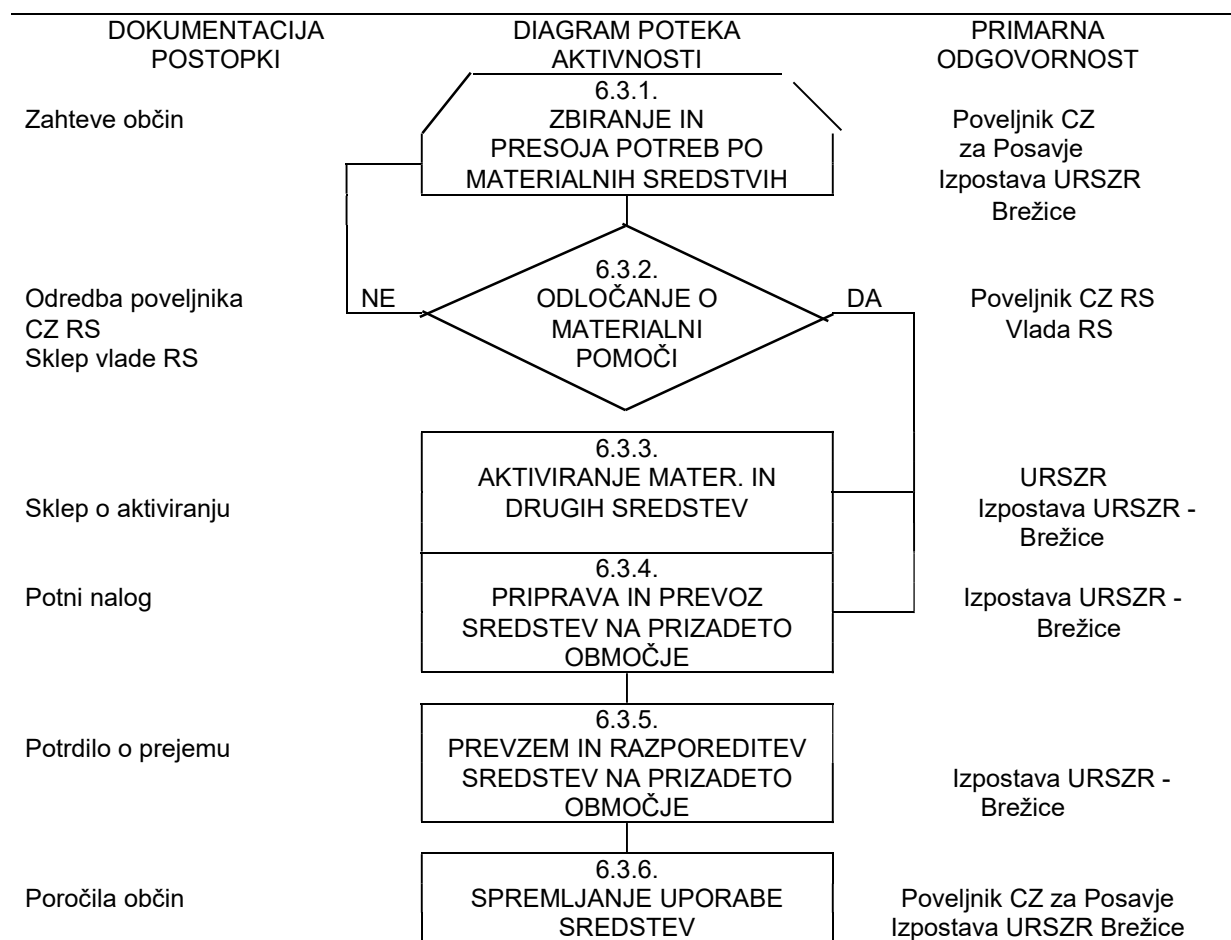 DOKUMENTACIJA
POSTOPKI
DIAGRAM POTEKA
AKTIVNOSTI
PRIMARNA
ODGOVORNOST
Zahteve občin
6.3.1.
ZBIRANJE IN
PRESOJA POTREB PO
MATERIALNIH SREDSTVIH
Poveljnik CZ
za Posavje
Izpostava URSZR
Brežice
Odredba poveljnika
CZ RS
Sklep vlade RS
NE
6.3.2.
ODLOČANJE O
MATERIALNI
POMOČI
DA
Poveljnik CZ RS
Vlada RS
Sklep o aktiviranju
6.3.3.
AKTIVIRANJE MATER. IN
DRUGIH SREDSTEV
URSZR
Izpostava URSZR -
Brežice
Potni nalog
6.3.4.
PRIPRAVA IN PREVOZ
SREDSTEV NA PRIZADETO
OBMOČJE
Izpostava URSZR -
Brežice
Potrdilo o prejemu
6.3.5.
PREVZEM IN RAZPOREDITEV
SREDSTEV NA PRIZADETO
OBMOČJE
Izpostava URSZR -
Brežice
Poročila občin
6.3.6.
SPREMLJANJE UPORABE
SREDSTEV
Poveljnik CZ za Posavje
Izpostava URSZR Brežice